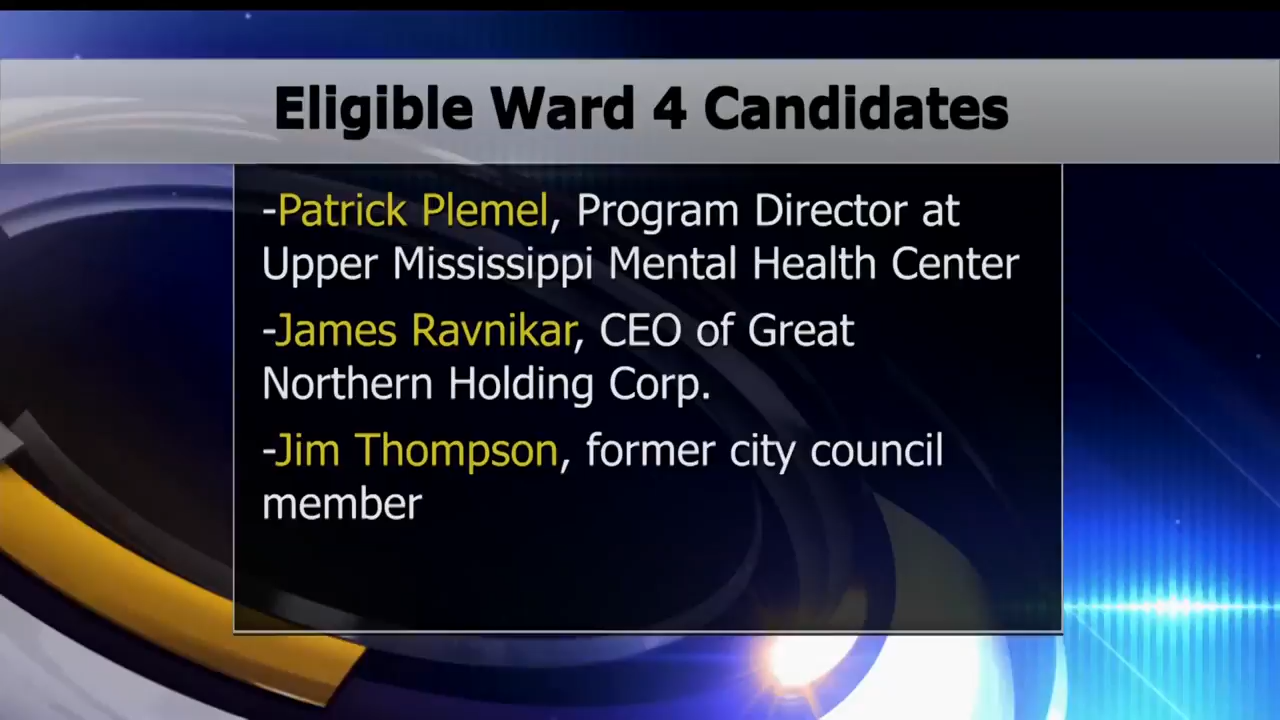 Eligible Ward 4 Candidates
-Patrick Plemel, Program Director at
Upper Mississippi Mental Health Center
-James Ravnikar, CEO of Great
Northern Holding Corp.
-Jim Thompson, former city council
member